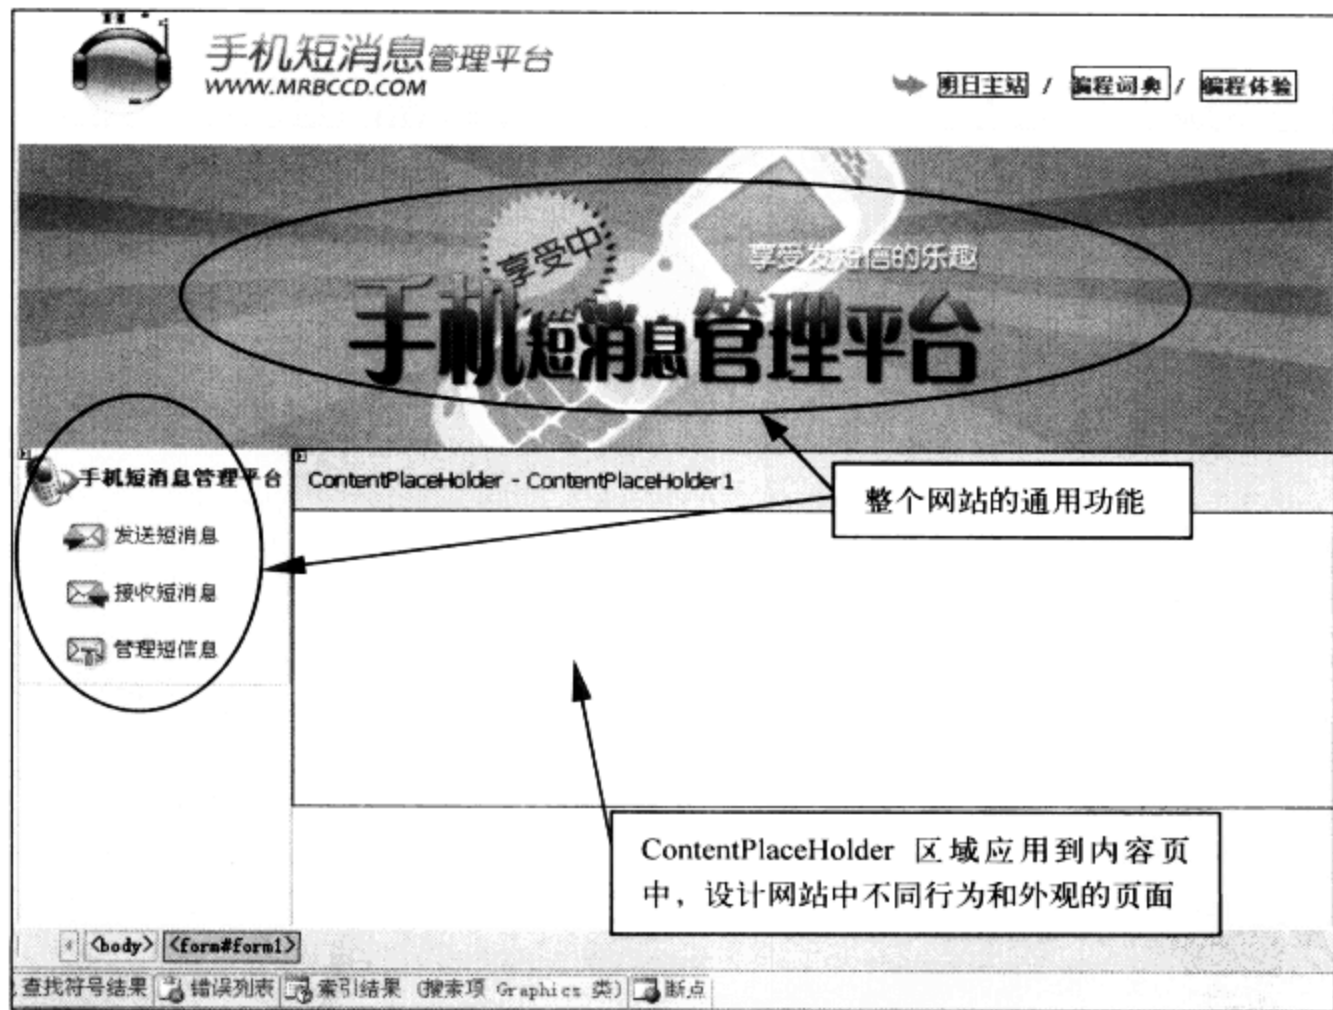 手机短消息管理平台
WWW.MRBCCD.COM
明日主站 / 编程词典 / 编程体验
享受中
享受发短信的乐趣
手机短消息管理平台
手机短消息管理平台
ContentPlaceHolder - ContentPlaceHolder1
整个网站的通用功能
发送短消息
接收短消息
管理短信息
ContentPlaceHolder 区域应用到内容页
中，设计网站中不同行为和外观的页面
<body> <form#form1>
查找符号结果 错误列表 索引结果 (搜索项 Graphics 类) 断点